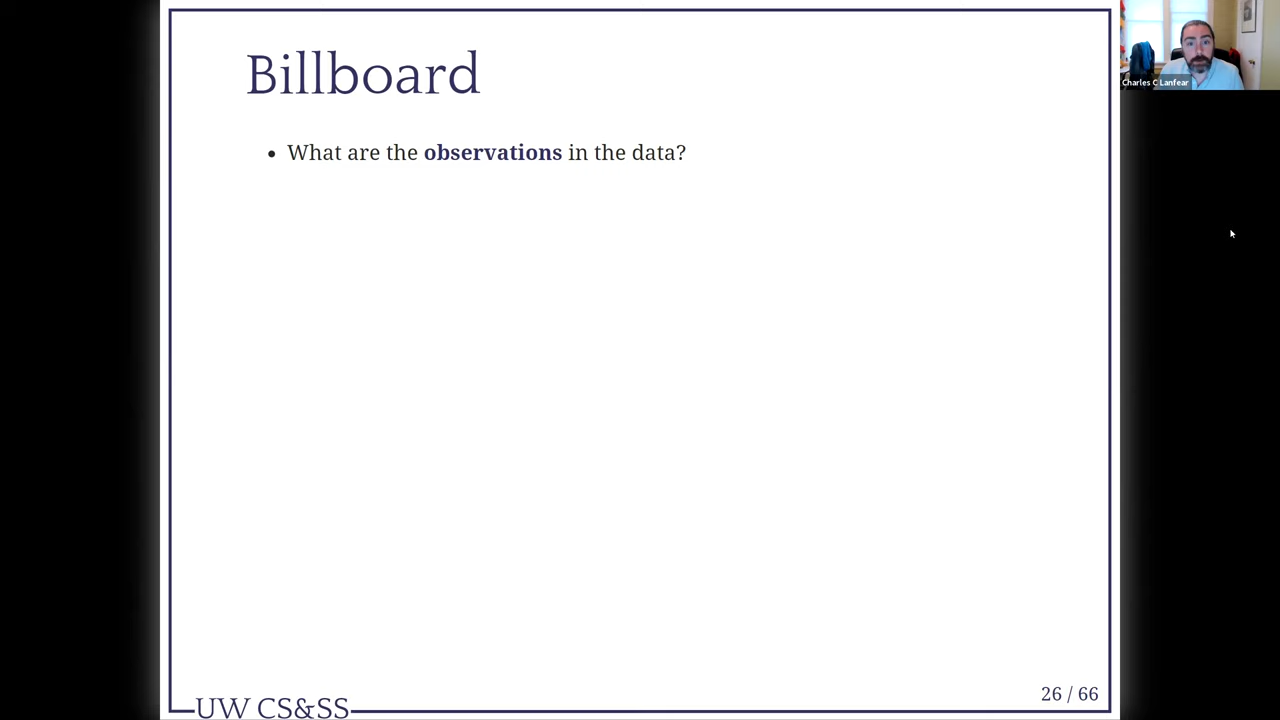 Billboard
• What are the observations in the data?
Charles C Lanfear
26 / 66
UW CS&SS